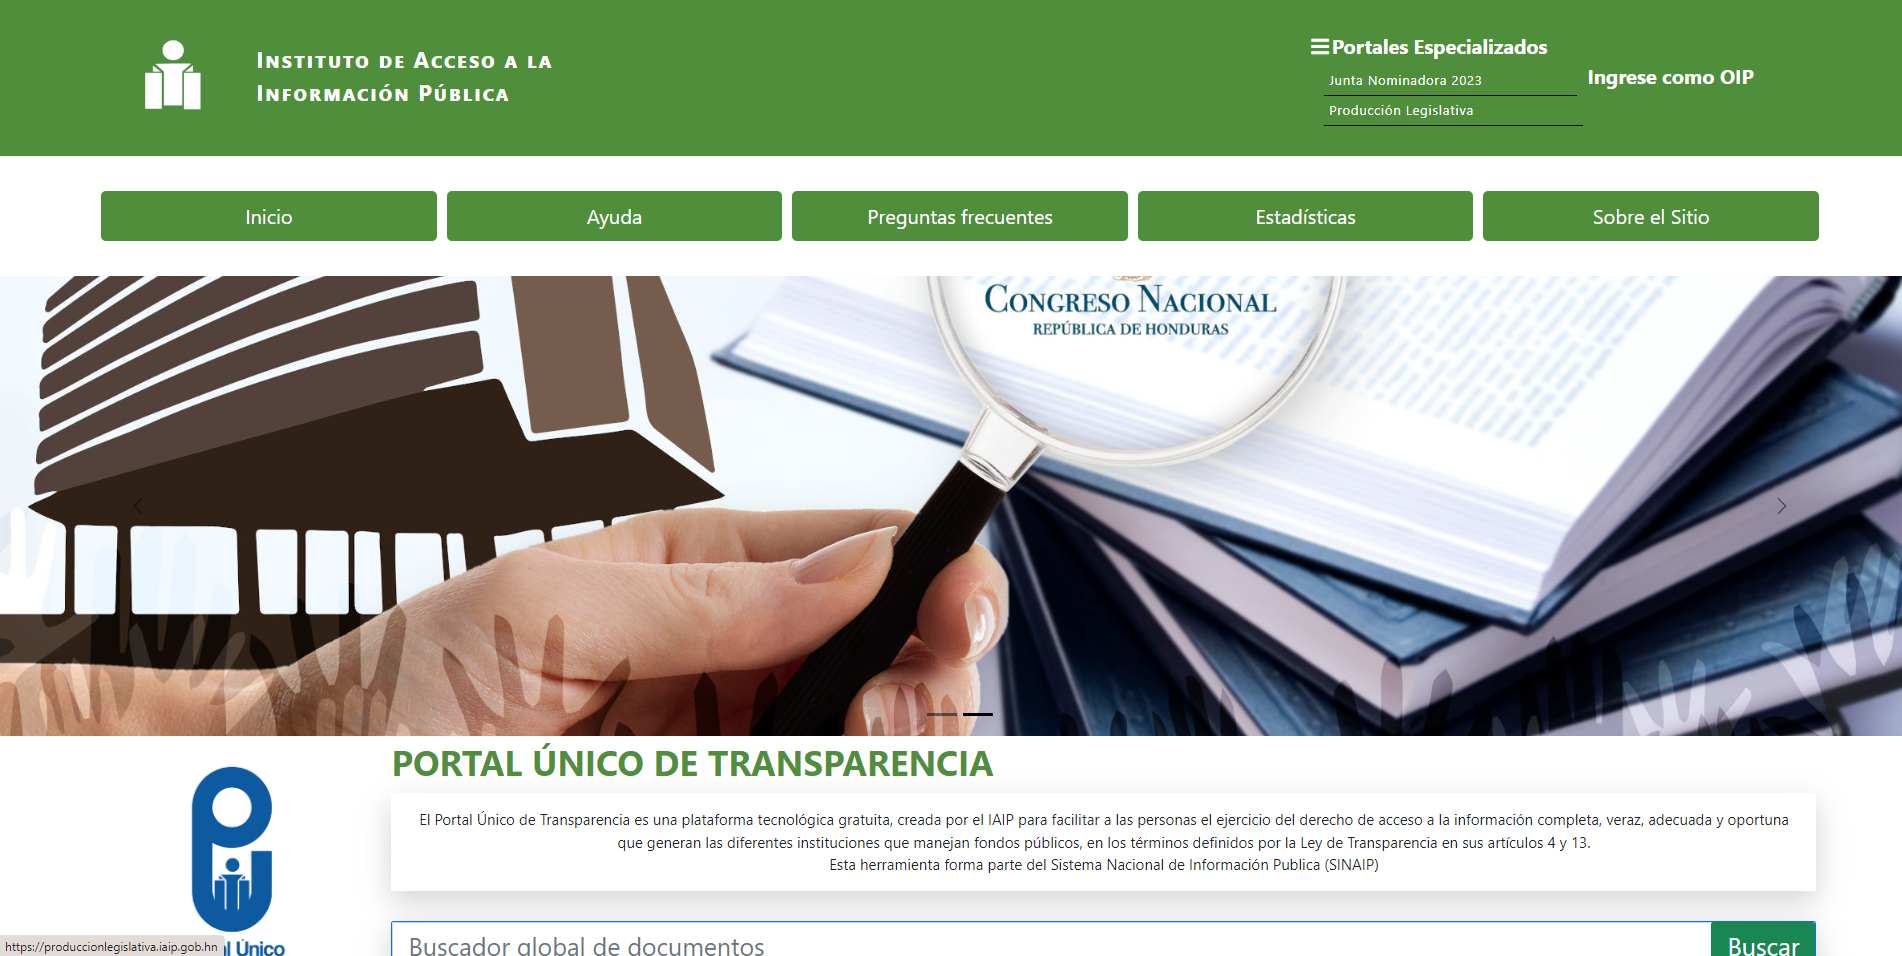 Instituto de Acceso a la
Información Pública
Portales Especializados
Junta Nominadora 2023
Producción Legislativa
Ingrese como OIP
Inicio
Ayuda
Preguntas frecuentes
Estadísticas
Sobre el Sitio
Congreso Nacional
REPÚBLICA DE HONDURAS
PORTAL ÚNICO DE TRANSPARENCIA
El Portal Único de Transparencia es una plataforma tecnológica gratuita, creada por el IAIP para facilitar a las personas el ejercicio del derecho de acceso a la información completa, veraz, adecuada y oportuna
que generan las diferentes instituciones que manejan fondos públicos, en los términos definidos por la Ley de Transparencia en sus artículos 4 y 13.
Esta herramienta forma parte del Sistema Nacional de Información Publica (SINAIP)
Buscador global de documentos
Buscar
https://produccionlegislativa.iaip.gob.hn
Único